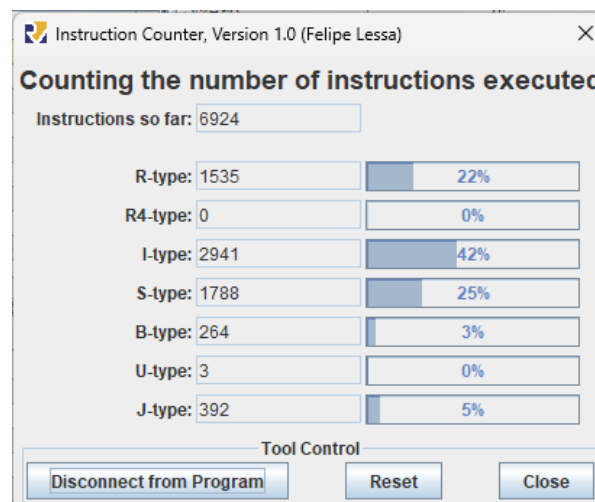 Instruction Counter, Version 1.0 (Felipe Lessa)
Counting the number of instructions executed
Instructions so far: 6924
R-type: 1535 22%
R4-type: 0 0%
I-type: 2941 42%
S-type: 1788 25%
B-type: 264 3%
U-type: 3 0%
J-type: 392 5%
Tool Control
Disconnect from Program Reset Close